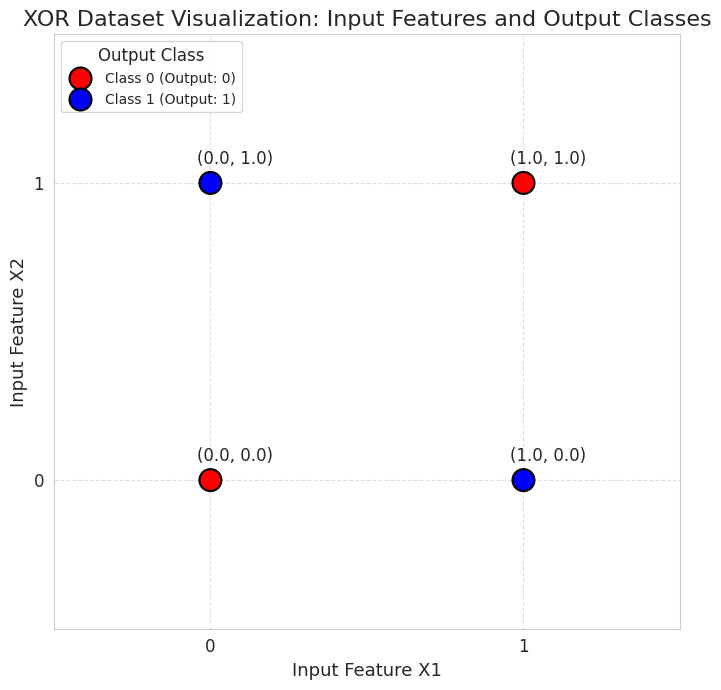 XOR Dataset Visualization: Input Features and Output Classes
Output Class
Class 0 (Output: 0)
Class 1 (Output: 1)
(0.0, 1.0)
(1.0, 1.0)
1
Input Feature X2
(0.0, 0.0)
(1.0, 0.0)
0
0
1
Input Feature X1